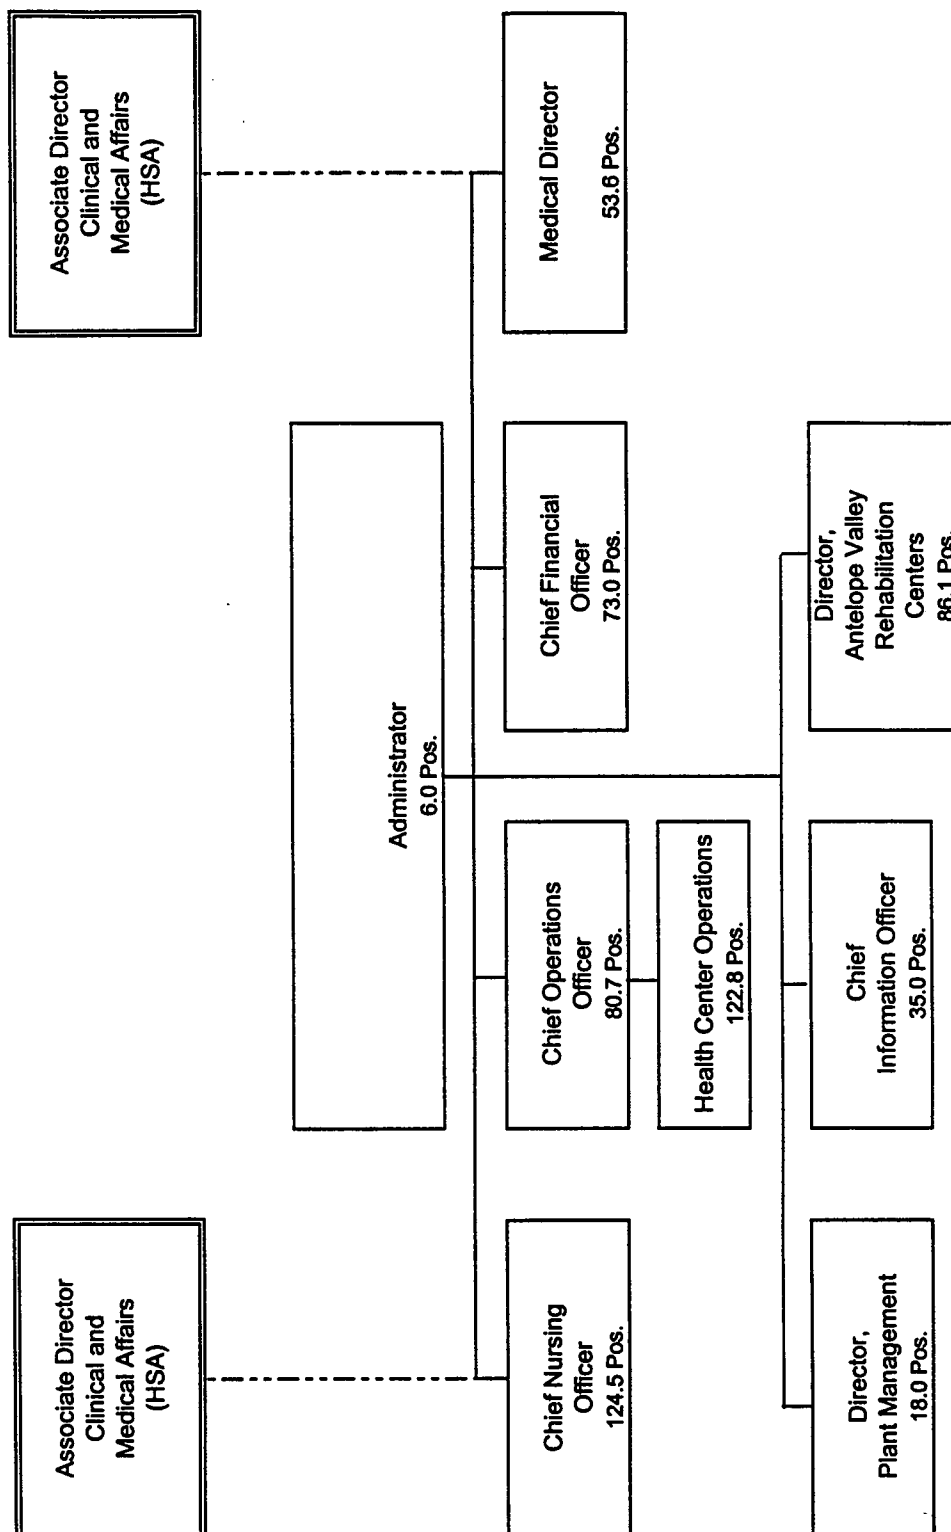 Associate Director
Clinical and
Medical Affairs
(HSA)
Associate Director
Clinical and
Medical Affairs
(HSA)
Administrator
6.0 Pos.
Chief Nursing
Officer
124.5 Pos.
Chief Operations
Officer
80.7 Pos.
Chief Financial
Officer
73.0 Pos.
Medical Director
53.6 Pos.
Health Center Operations
122.8 Pos.
Director,
Plant Management
18.0 Pos.
Chief
Information Officer
35.0 Pos.
Director,
Antelope Valley
Rehabilitation
Centers
86.1 Pos.